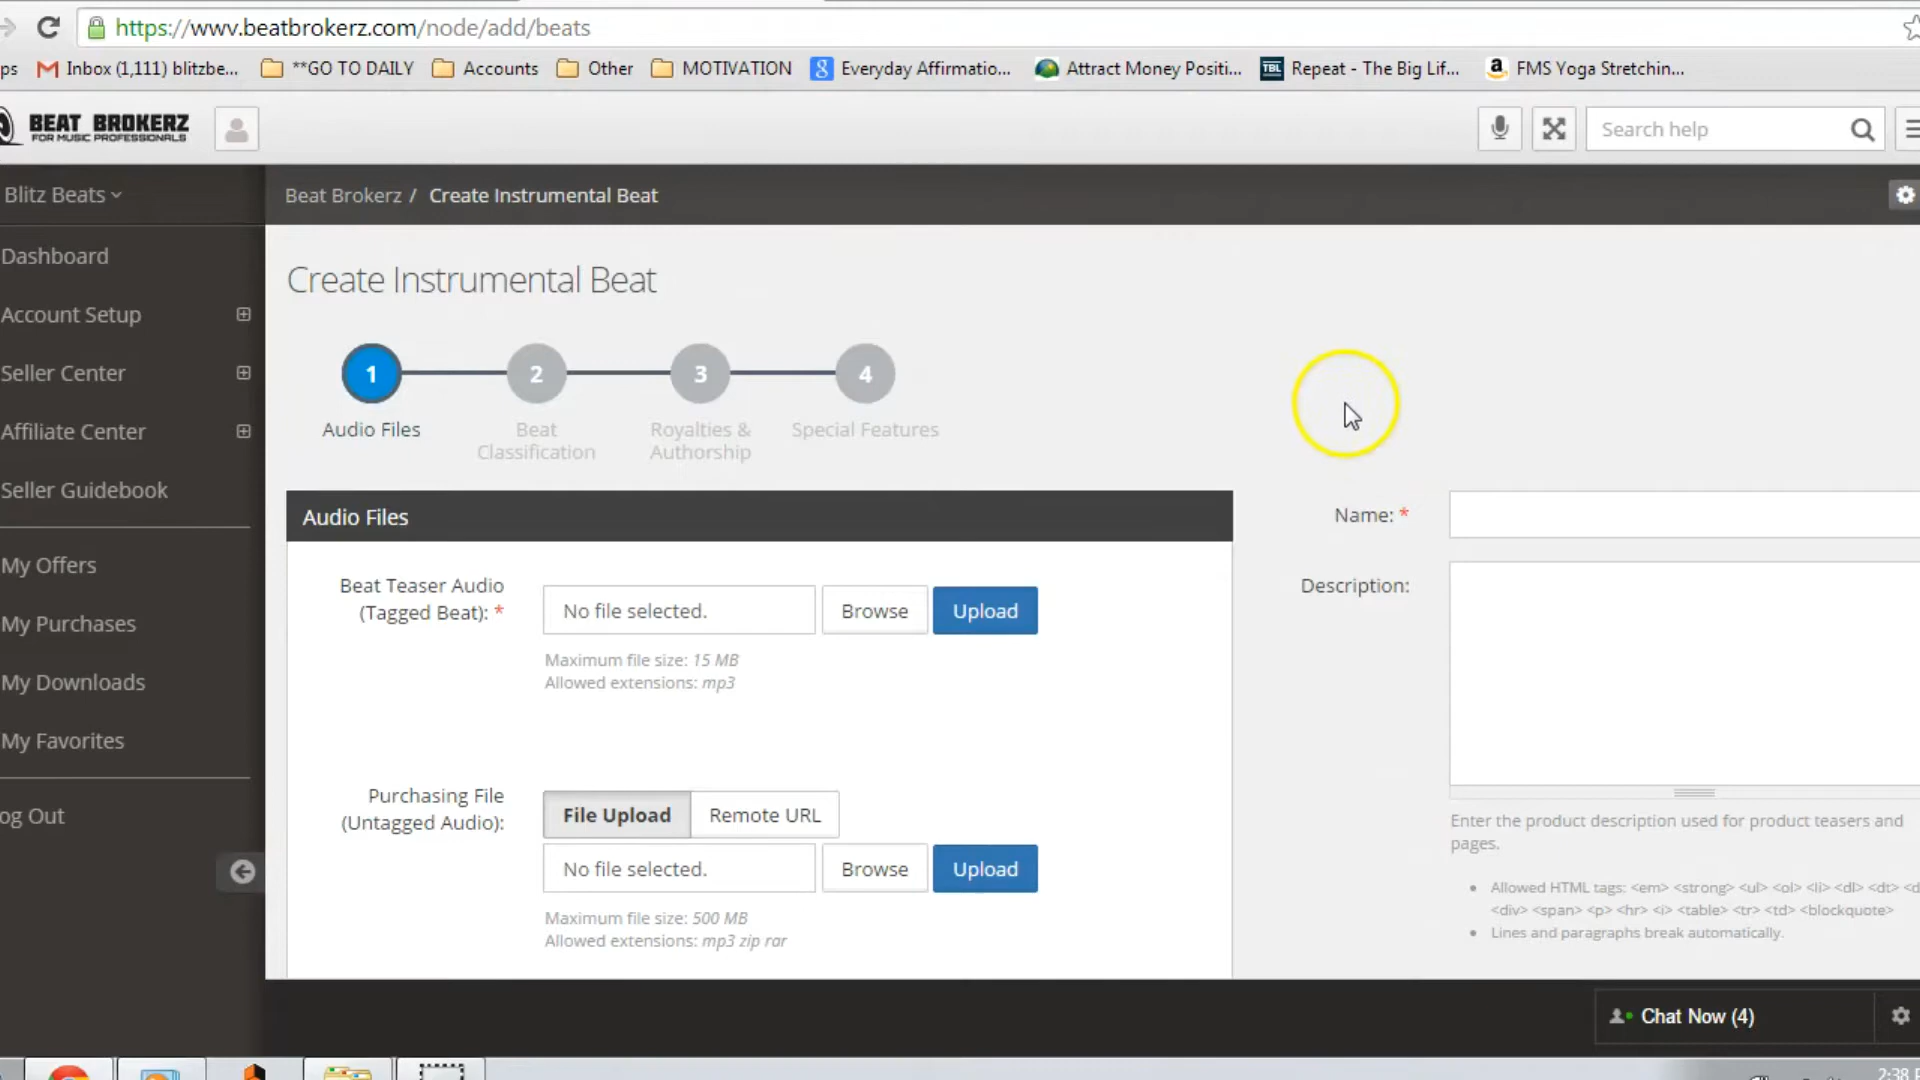 https://www.beatbrokerz.com/node/add/beats
ps Inbox (1,111) blitzbe... **GO TO DAILY Accounts Other MOTIVATION Everyday Affirmatio... Attract Money Positi... TBL Repeat - The Big Lif... FMS Yoga Stretchin...
BEAT BROKERZ
FOR MUSIC PROFESSIONALS
Search help
Blitz Beats
Beat Brokerz / Create Instrumental Beat
Dashboard
Account Setup
Seller Center
Affiliate Center
Seller Guidebook
My Offers
My Purchases
My Downloads
My Favorites
og Out
Create Instrumental Beat
1 2 3 4
Audio Files Beat Classification Royalties & Authorship Special Features
Audio Files
Beat Teaser Audio
(Tagged Beat): *
No file selected. Browse Upload
Maximum file size: 15 MB
Allowed extensions: mp3
Purchasing File
(Untagged Audio):
File Upload Remote URL
No file selected. Browse Upload
Maximum file size: 500 MB
Allowed extensions: mp3 zip rar
Name: *
Description:
Enter the product description used for product teasers and
pages.
Allowed HTML tags: <em> <strong> <ul> <ol> <li> <dl> <dt> <d
<div> <span> <p> <hr> <i> <table> <tr> <td> <blockquote>
Lines and paragraphs break automatically.
Chat Now (4)
2:38